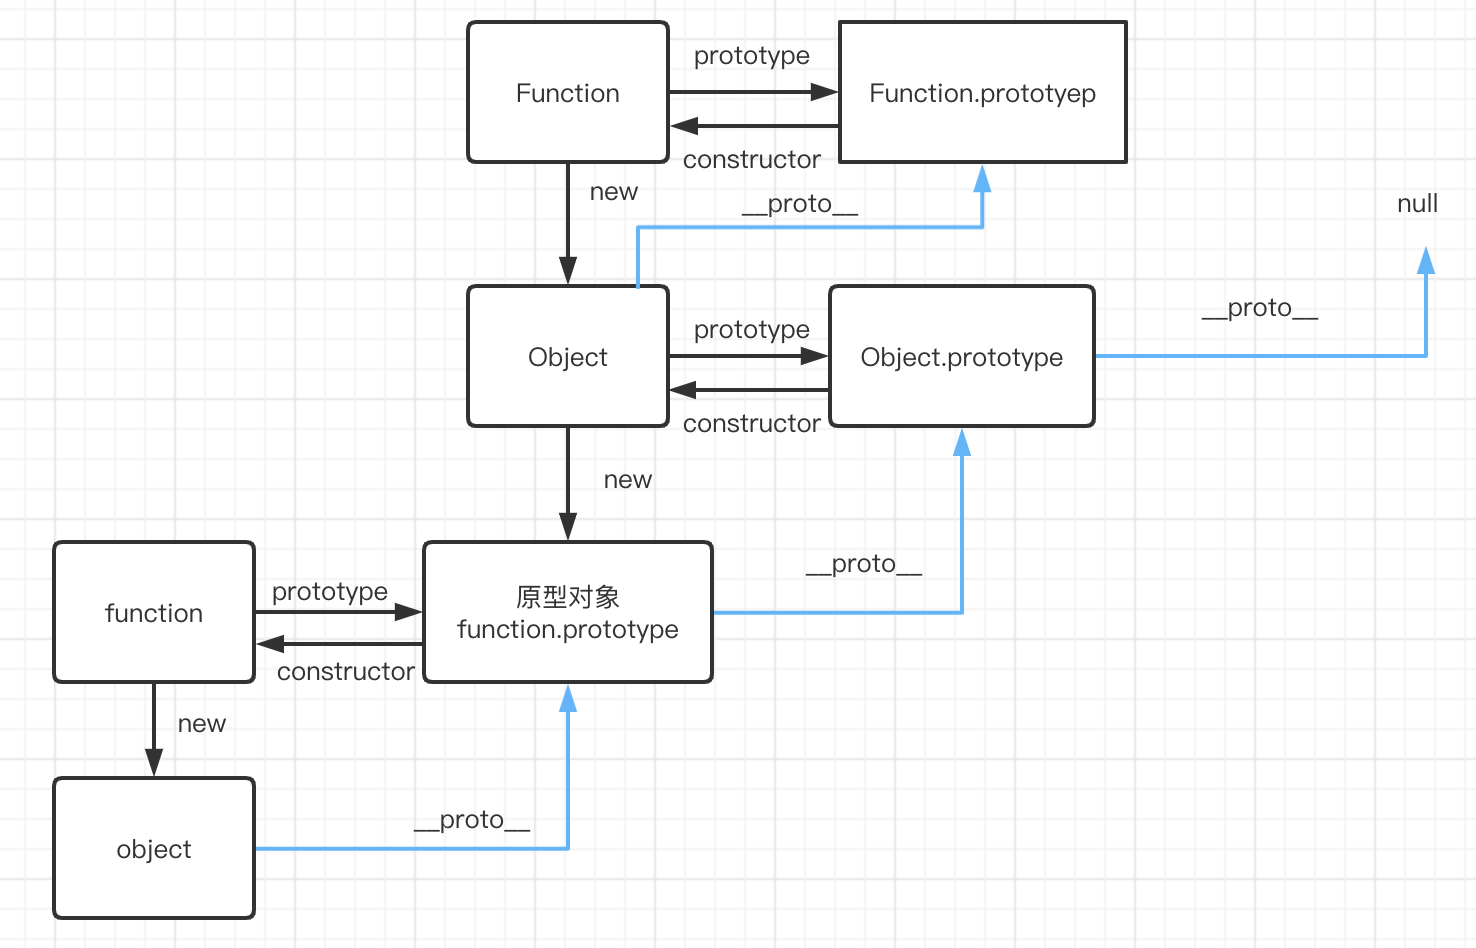 prototype
Function
Function.prototyep
constructor
new
__proto__
null
__proto__
prototype
Object
Object.prototype
constructor
new
__proto__
prototype
原型对象
function
function.prototype
constructor
new
__proto__
object